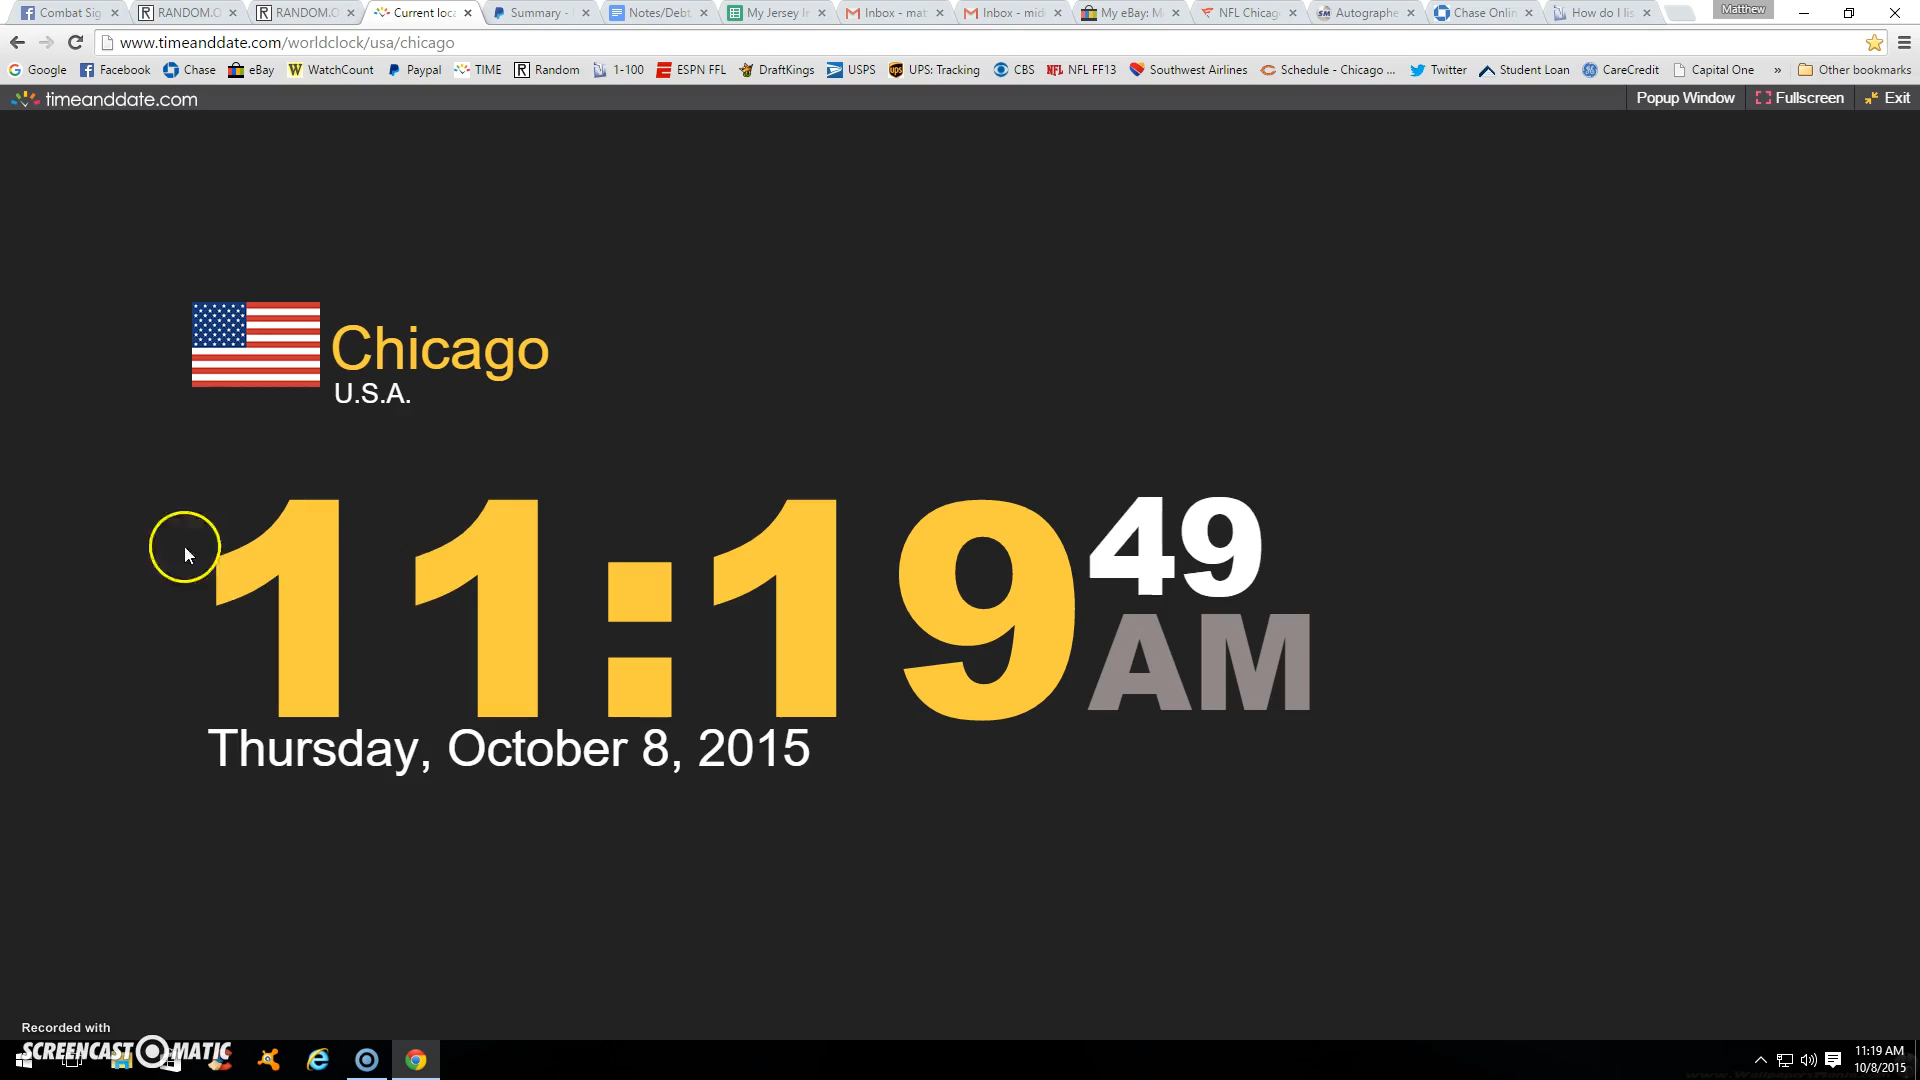 Combat Sig
RANDOM.O
RANDOM.O
Current loca
Summary -
Notes/Debt
My Jersey In
Inbox - mat
Inbox - mid
My eBay: M
NFL Chicag
Autographe
Chase Onlin
How do I lis
Matthew
www.timeanddate.com/worldclock/usa/chicago
Google
Facebook
Chase
eBay
WatchCount
Paypal
TIME
Random
1-100
ESPN FFL
DraftKings
USPS
UPS: Tracking
CBS
NFL FF13
Southwest Airlines
Schedule - Chicago ...
Twitter
Student Loan
CareCredit
Capital One
»
Other bookmarks
timeanddate.com
Popup Window
Fullscreen
Exit
Chicago
U.S.A.
11:19 49
AM
Thursday, October 8, 2015
Recorded with
SCREENCAST-O-MATIC
11:19 AM
10/8/2015